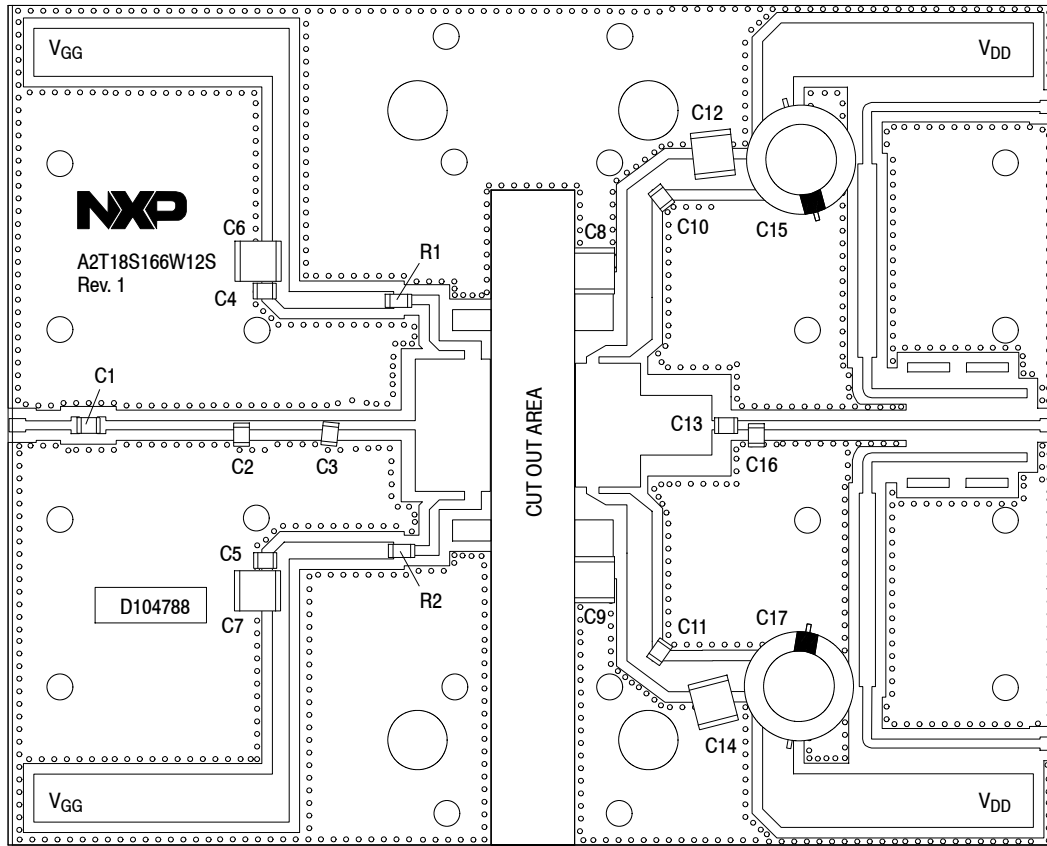 VGG
VDD
C12
C10
C15
NXP
A2T18S166W12S
Rev. 1
C6
C4
R1
C8
C1
C2
C3
CUT OUT AREA
C13
C16
C5
C7
R2
D104788
C9
C11
C17
C14
VGG
VDD